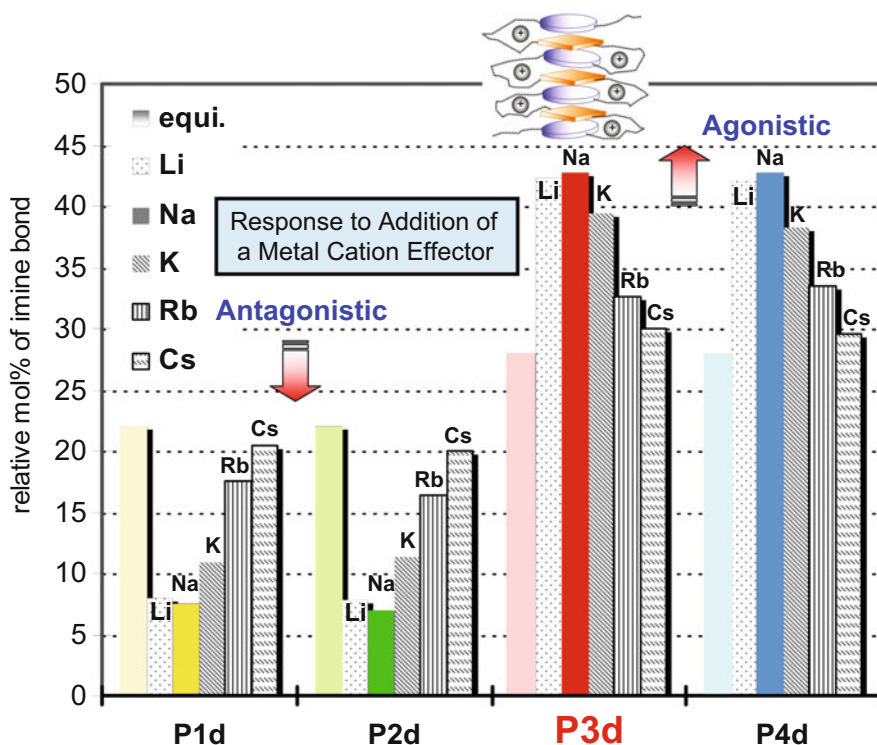 relative mol% of imine bond
50
45
40
35
30
25
20
15
10
5
0
equi.
Li
Na
K
Rb
Cs
Response to Addition of
a Metal Cation Effector
Antagonistic
Agonistic
+
+
+
+
Li
Na
K
Rb
Cs
Li
Na
K
Rb
Cs
Li
Na
K
Rb
Cs
Li
Na
K
Rb
Cs
P1d
P2d
P3d
P4d